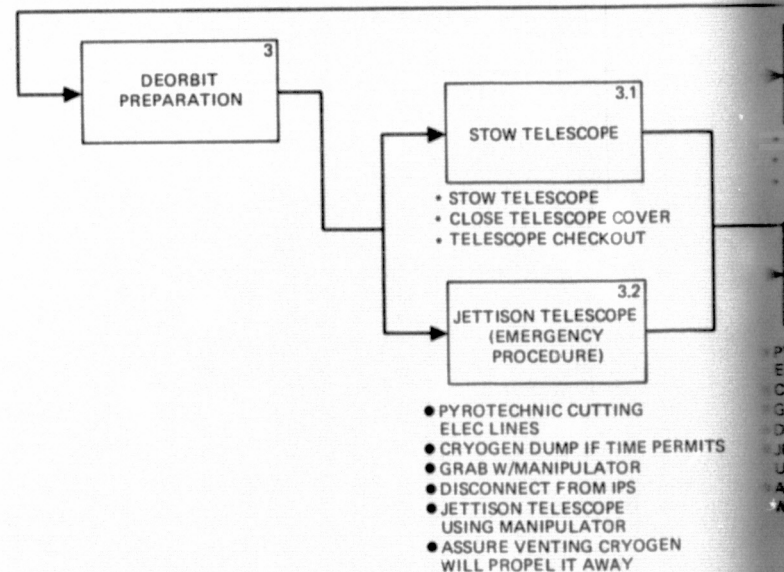 3
DEORBIT
PREPARATION
3.1
STOW TELESCOPE
• STOW TELESCOPE
• CLOSE TELESCOPE COVER
• TELESCOPE CHECKOUT
3.2
JETTISON TELESCOPE
(EMERGENCY
PROCEDURE)
● PYROTECHNIC CUTTING
ELEC LINES
● CRYOGEN DUMP IF TIME PERMITS
● GRAB W/MANIPULATOR
● DISCONNECT FROM IPS
● JETTISON TELESCOPE
USING MANIPULATOR
● ASSURE VENTING CRYOGEN
WILL PROPEL IT AWAY